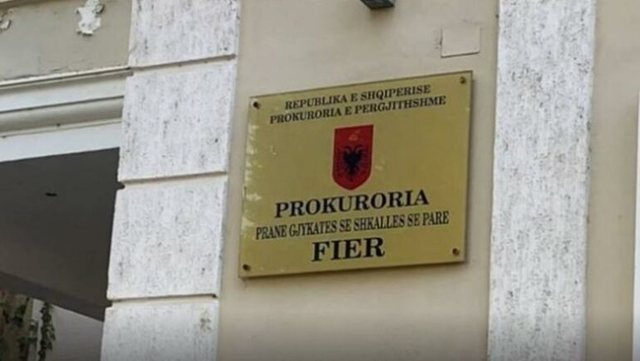 REPUBLIKA E SHQIPERISE
PROKURORIA E PERGJITHSHME
PROKURORIA
PRANE GJYKATES SE SHKALLES SE PARE
FIER